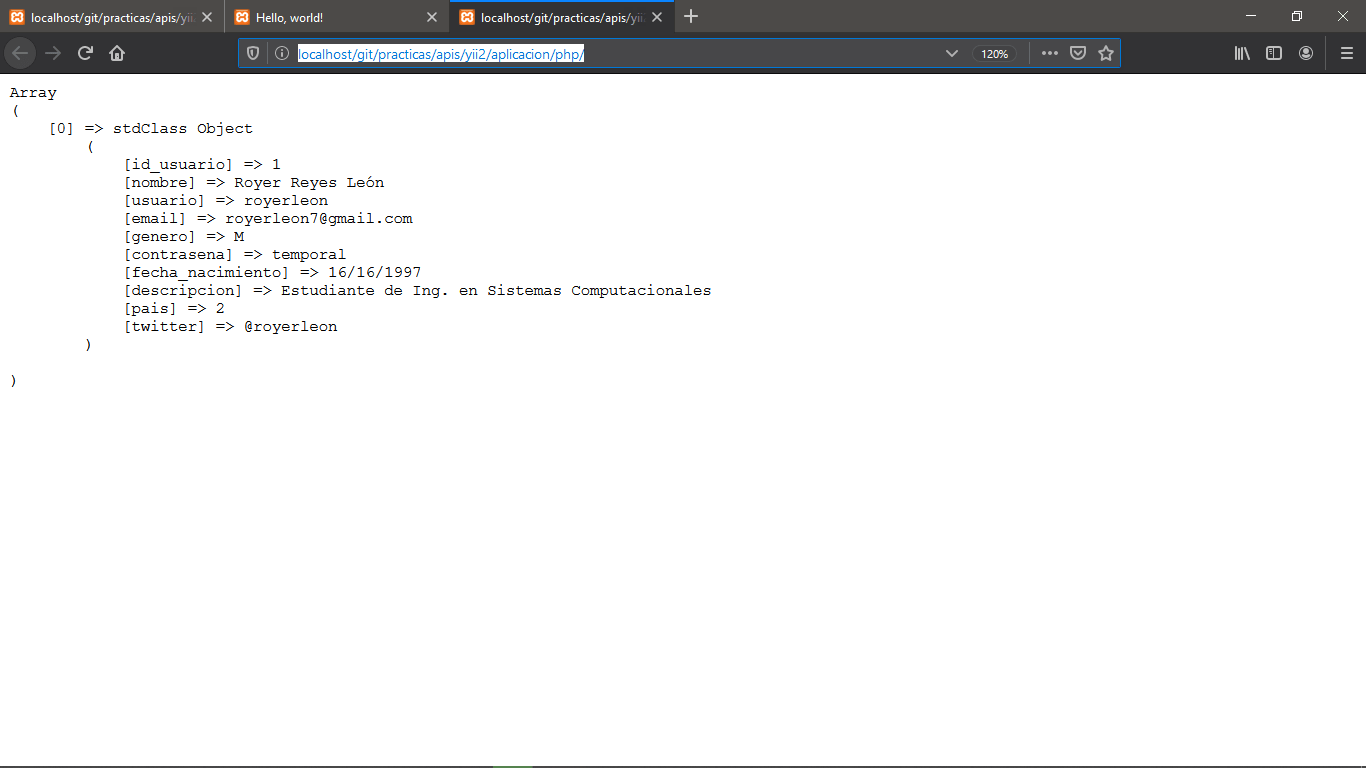 localhost/git/practicas/apis/yii
Hello, world!
localhost/git/practicas/apis/yii
localhost/git/practicas/apis/yii2/aplicacion/php/
120%
Array
(
    [0] => stdClass Object
        (
            [id_usuario] => 1
            [nombre] => Royer Reyes León
            [usuario] => royerleon
            [email] => royerleon7@gmail.com
            [genero] => M
            [contrasena] => temporal
            [fecha_nacimiento] => 16/16/1997
            [descripcion] => Estudiante de Ing. en Sistemas Computacionales
            [pais] => 2
            [twitter] => @royerleon
        )
)